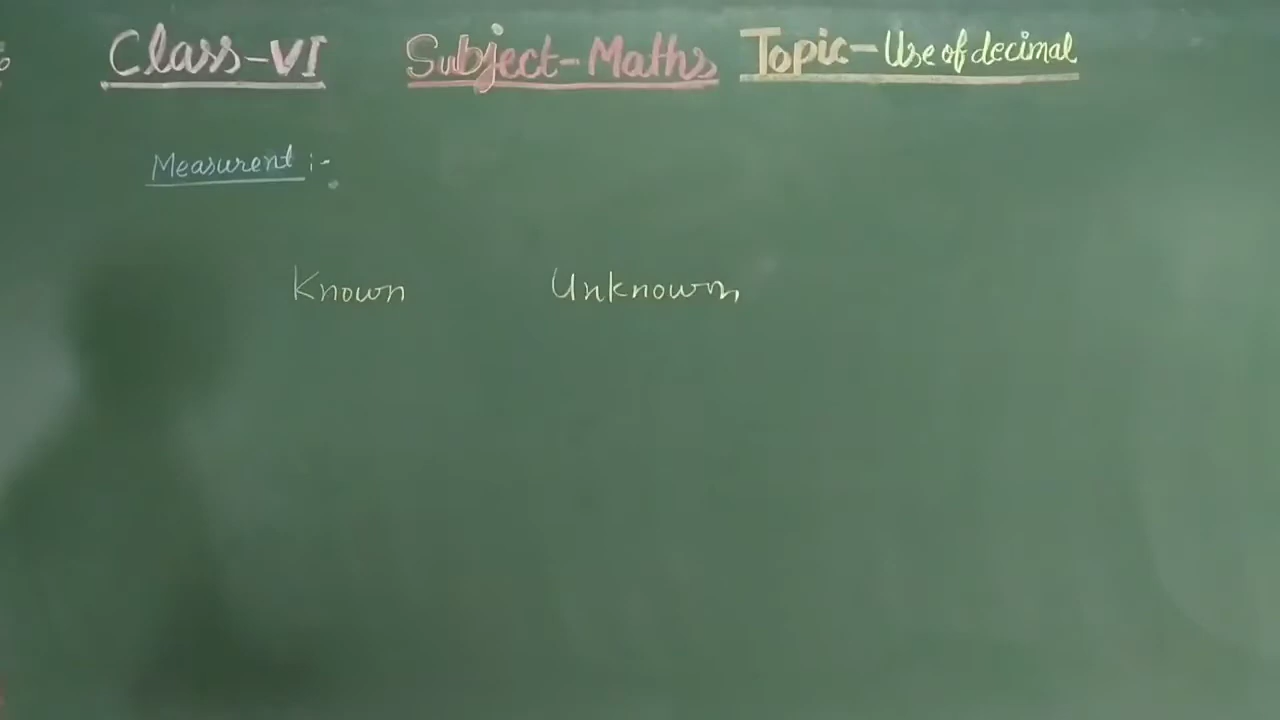 Class-VI Subject-Maths Topic-Use of decimal
Measurent :-
Known Unknown